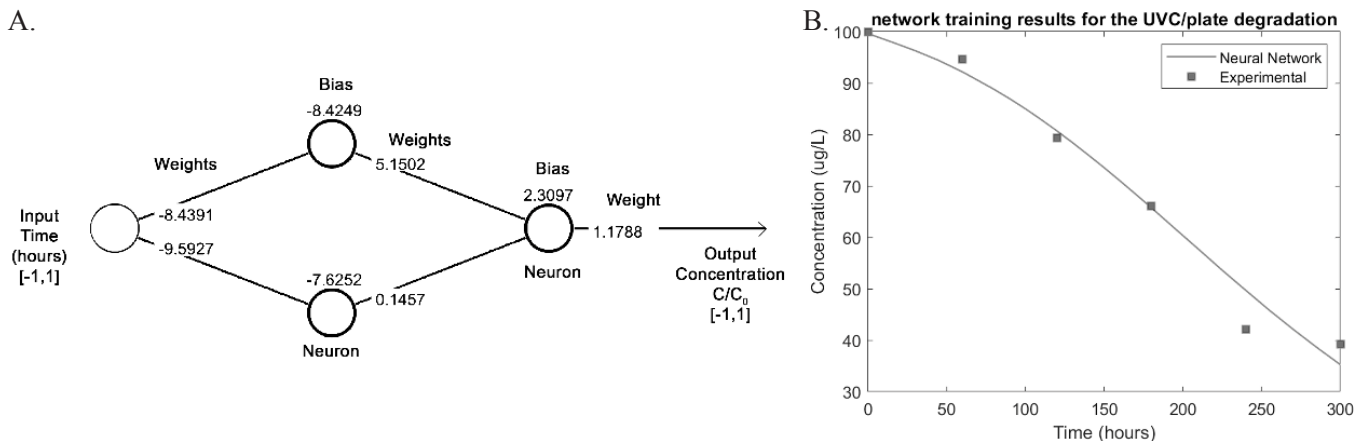 A.
Bias
-8.4249
Weights
Weights
5.1502
Bias
2.3097
Weight
Input
Time
(hours)
[-1,1]
-8.4391
-9.5927
1.1788
Neuron
Output
Concentration
C/C0
[-1,1]
-7.6252
0.1457
Neuron
B.
network training results for the UVC/plate degradation
Neural Network
Experimental
Concentration (ug/L)
100
90
80
70
60
50
40
30
0
50
100
150
200
250
300
Time (hours)